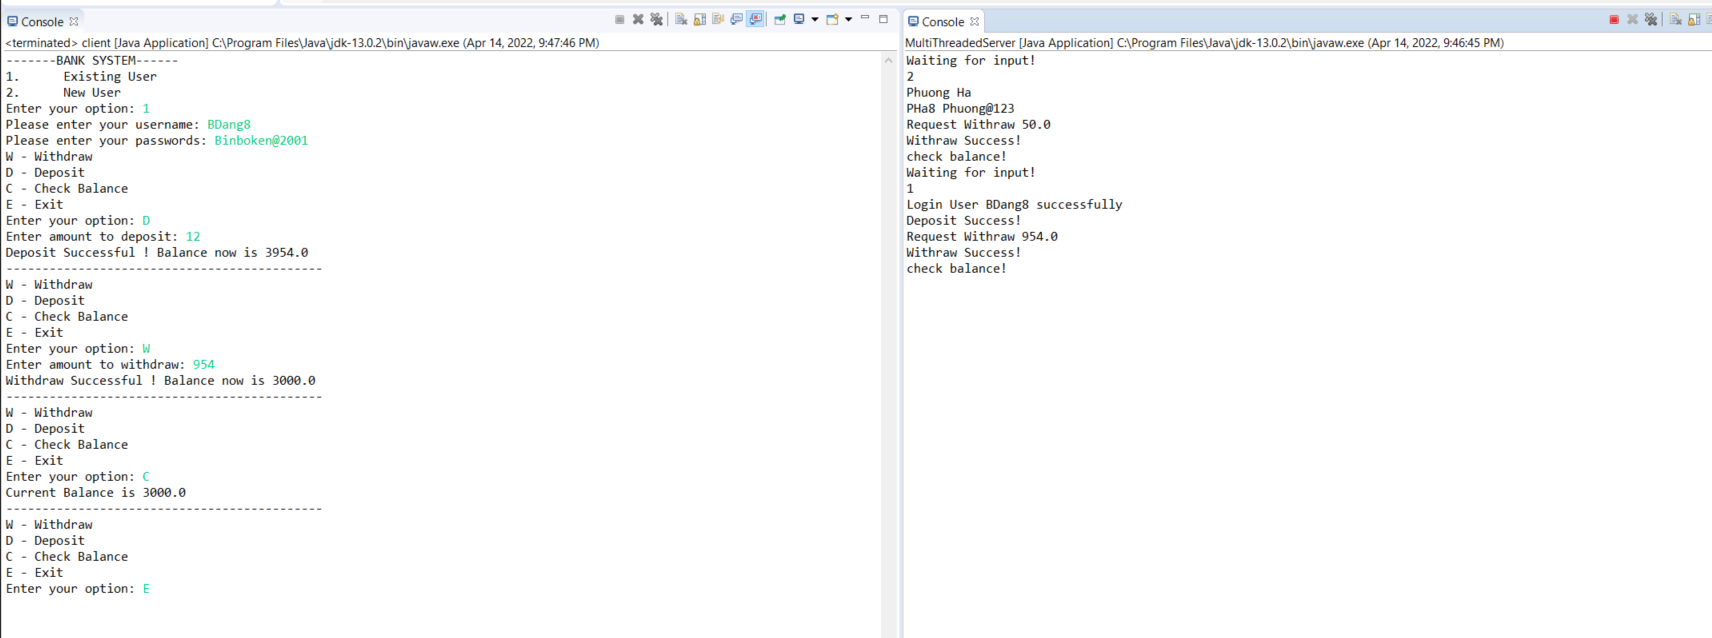 Console
<terminated> client [Java Application] C:\Program Files\Java\jdk-13.0.2\bin\javaw.exe (Apr 14, 2022, 9:47:46 PM)
-------BANK SYSTEM------
1.      Existing User
2.      New User
Enter your option: 1
Please enter your username: BDang8
Please enter your passwords: Binboken@2001
W - Withdraw
D - Deposit
C - Check Balance
E - Exit
Enter your option: D
Enter amount to deposit: 12
Deposit Successful ! Balance now is 3954.0
--------------------------------------------
W - Withdraw
D - Deposit
C - Check Balance
E - Exit
Enter your option: W
Enter amount to withdraw: 954
Withdraw Successful ! Balance now is 3000.0
--------------------------------------------
W - Withdraw
D - Deposit
C - Check Balance
E - Exit
Enter your option: C
Current Balance is 3000.0
--------------------------------------------
W - Withdraw
D - Deposit
C - Check Balance
E - Exit
Enter your option: E
Console
MultiThreadedServer [Java Application] C:\Program Files\Java\jdk-13.0.2\bin\javaw.exe (Apr 14, 2022, 9:46:45 PM)
Waiting for input!
2
Phuong Ha
PHa8 Phuong@123
Request Withraw 50.0
Withraw Success!
check balance!
Waiting for input!
1
Login User BDang8 successfully
Deposit Success!
Request Withraw 954.0
Withraw Success!
check balance!